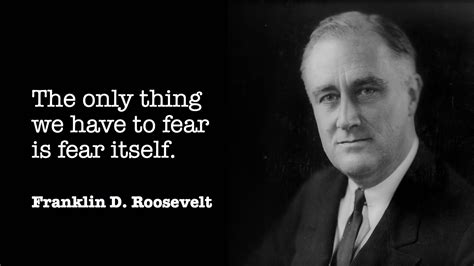 The only thing
we have to fear
is fear itself.
Franklin D. Roosevelt